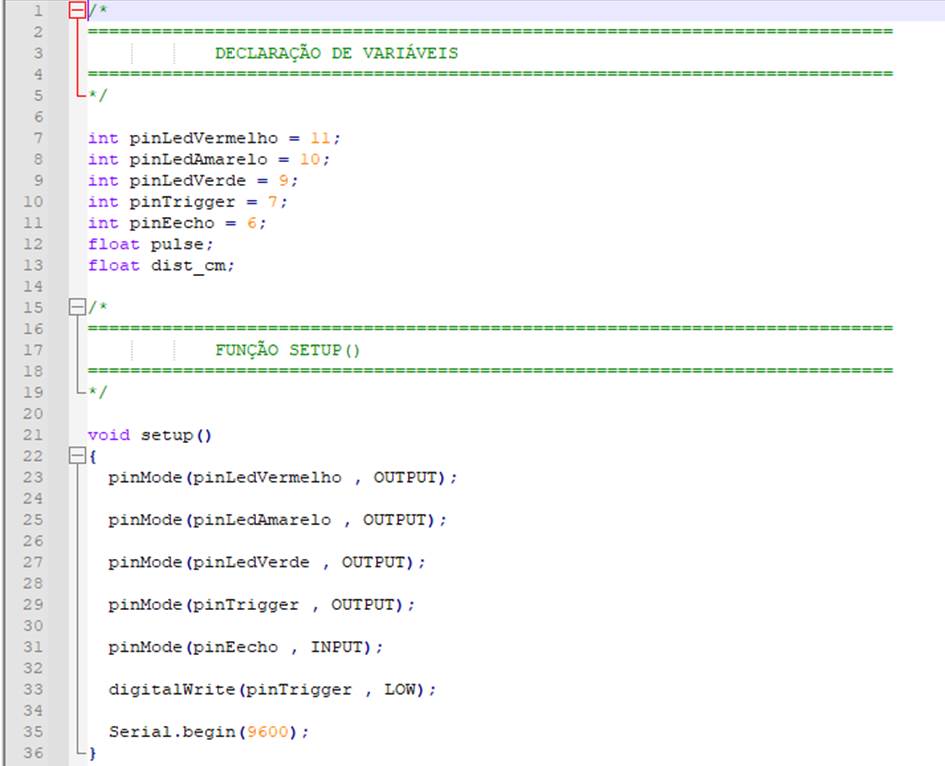 1 /*
2 =============================================================================
3 DECLARAÇÃO DE VARIÁVEIS
4 =============================================================================
5 */
6
7 int pinLedVermelho = 11;
8 int pinLedAmarelo = 10;
9 int pinLedVerde = 9;
10 int pinTrigger = 7;
11 int pinEecho = 6;
12 float pulse;
13 float dist_cm;
14
15 /*
16 =============================================================================
17 FUNÇÃO SETUP()
18 =============================================================================
19 */
20
21 void setup()
22 {
23 pinMode(pinLedVermelho , OUTPUT);
24
25 pinMode(pinLedAmarelo , OUTPUT);
26
27 pinMode(pinLedVerde , OUTPUT);
28
29 pinMode(pinTrigger , OUTPUT);
30
31 pinMode(pinEecho , INPUT);
32
33 digitalWrite(pinTrigger , LOW);
34
35 Serial.begin(9600);
36 }